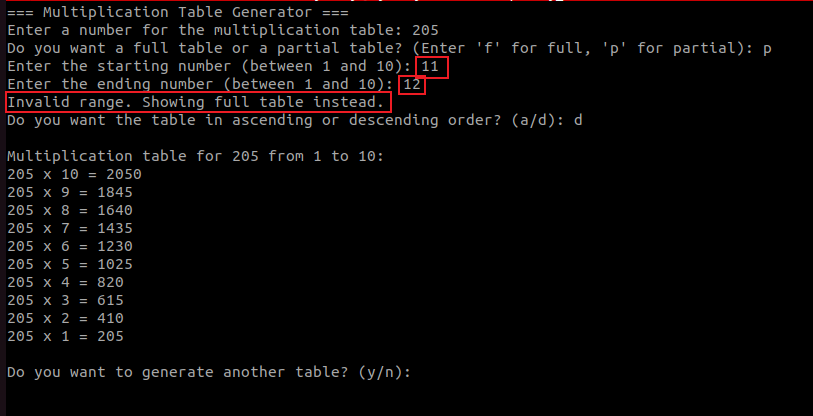 === Multiplication Table Generator ===
Enter a number for the multiplication table: 205
Do you want a full table or a partial table? (Enter 'f' for full, 'p' for partial): p
Enter the starting number (between 1 and 10): 11
Enter the ending number (between 1 and 10): 12
Invalid range. Showing full table instead.
Do you want the table in ascending or descending order? (a/d): d
Multiplication table for 205 from 1 to 10:
205 x 10 = 2050
205 x 9 = 1845
205 x 8 = 1640
205 x 7 = 1435
205 x 6 = 1230
205 x 5 = 1025
205 x 4 = 820
205 x 3 = 615
205 x 2 = 410
205 x 1 = 205
Do you want to generate another table? (y/n):